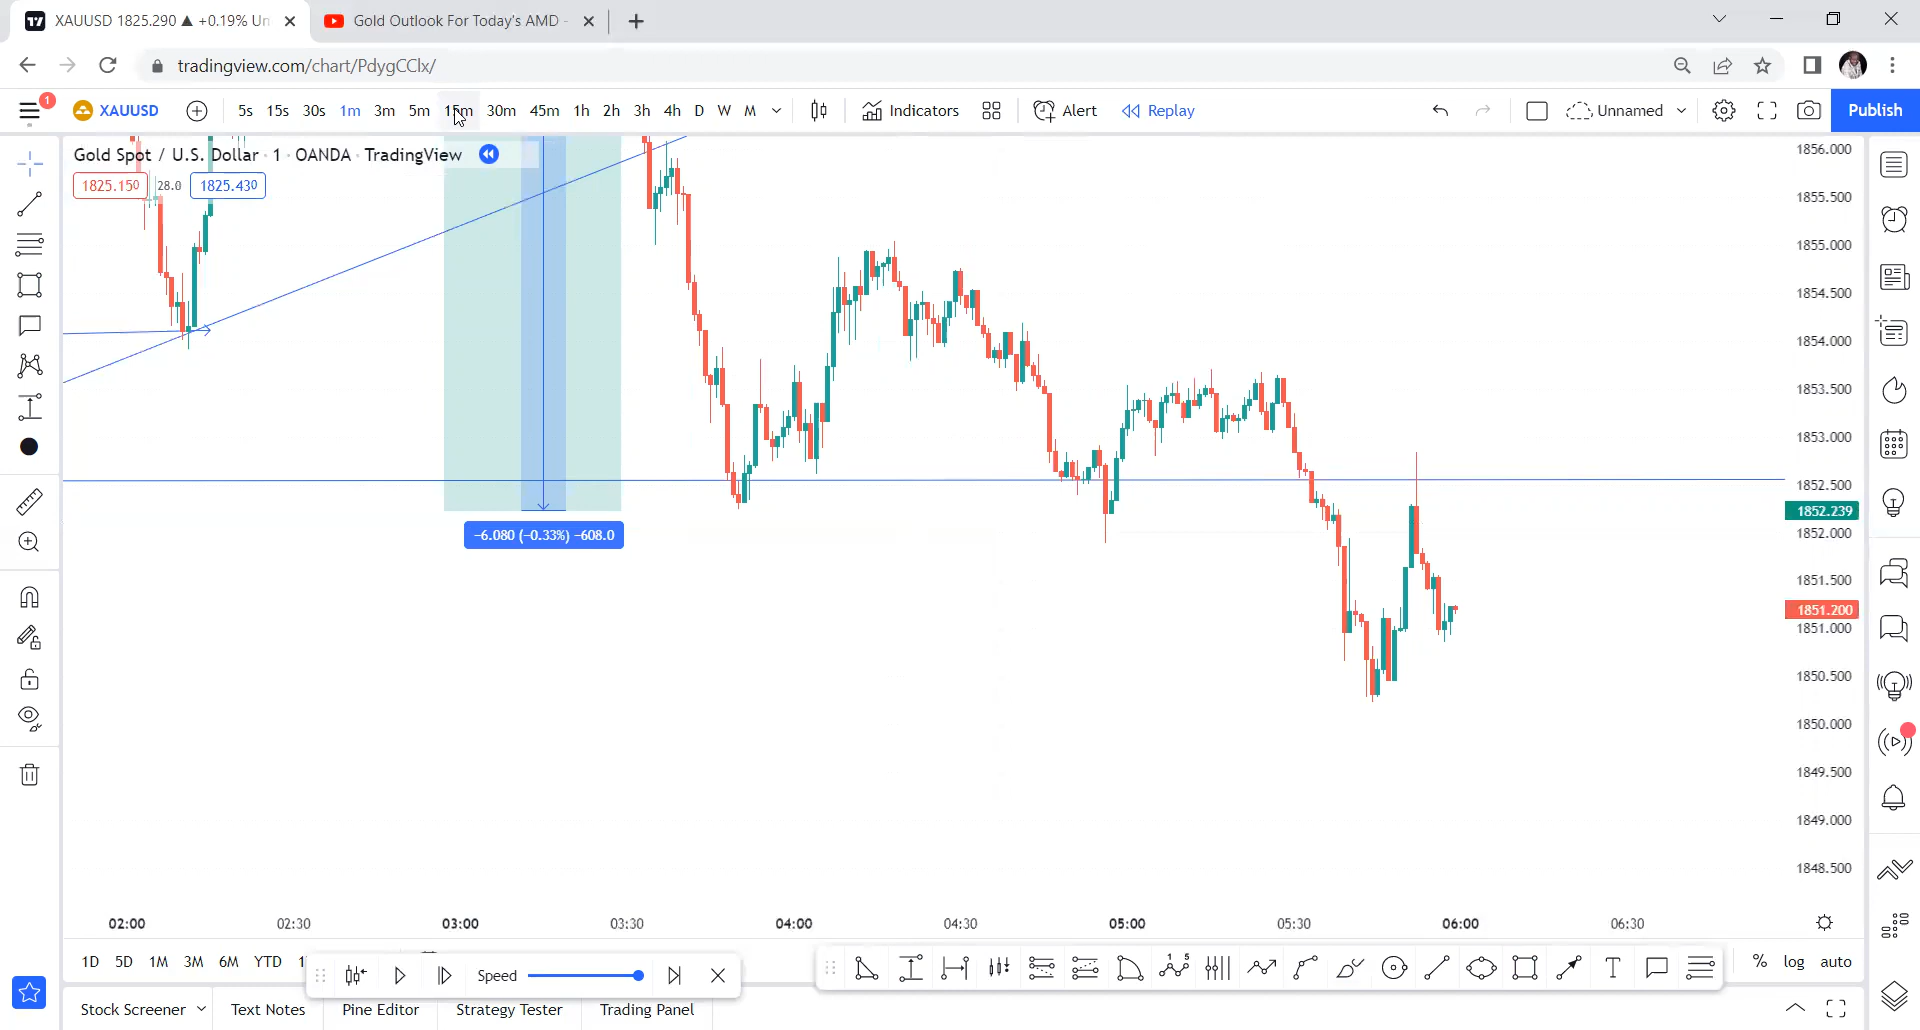 XAUUSD 1825.290 ▲ +0.19% Un
Gold Outlook For Today's AMD -
tradingview.com/chart/PdygCClx/
1
XAUUSD
5s 15s 30s 1m 3m 5m 15m 30m 45m 1h 2h 3h 4h D W M
Indicators
Alert
Replay
Unnamed
Publish
Gold Spot / U.S. Dollar · 1 · OANDA · TradingView
1825.150 28.0 1825.430
1856.000
1855.500
1855.000
1854.500
1854.000
1853.500
1853.000
1852.500
1852.239
1852.000
1851.500
1851.200
1851.000
1850.500
1850.000
1849.500
1849.000
1848.500
−6.080 (−0.33%) −608.0
02:00 02:30 03:00 03:30 04:00 04:30 05:00 05:30 06:00 06:30
1D 5D 1M 3M 6M YTD
Speed
1 5
T
% log auto
Stock Screener Text Notes Pine Editor Strategy Tester Trading Panel